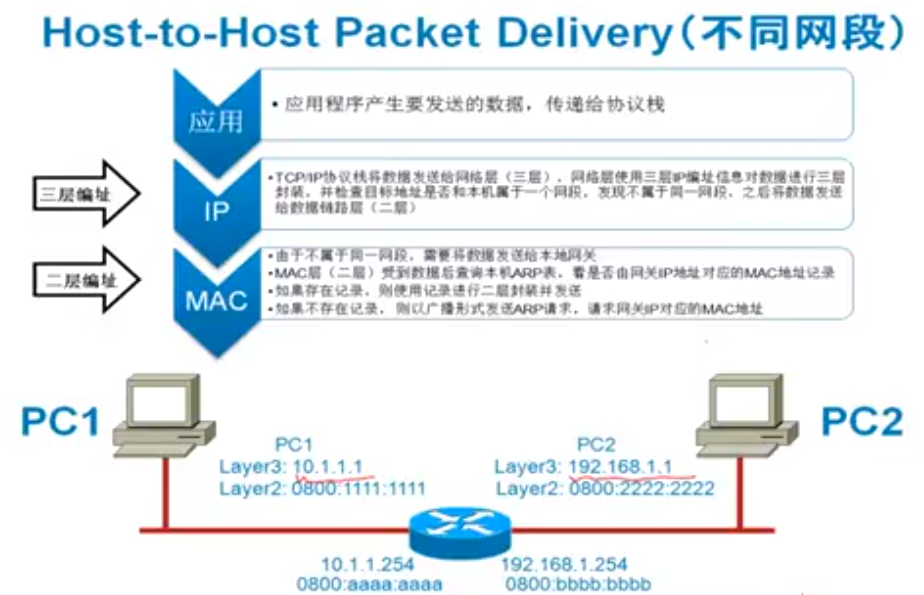 Host-to-Host Packet Delivery（不同网段）
应用
• 应用程序产生要发送的数据，传递给协议栈
三层编址
IP
•TCP/IP协议栈将数据发送给网络层（三层），网络层使用三层IP编址信息对数据进行三层
封装，并检查目标地址是否和本机属于一个网段，发现不属于同一网段，之后将数据发送
给数据链路层（二层）
二层编址
MAC
•由于不属于同一网段，需要将数据发送给本地网关
•MAC层（二层）受到数据后查询本机ARP表，看是否由网关IP地址对应的MAC地址记录
•如果存在记录，则使用记录进行二层封装并发送
•如果不存在记录，则以广播形式发送ARP请求，请求网关IP对应的MAC地址
PC1
PC2
PC1
Layer3: 10.1.1.1
Layer2: 0800:1111:1111
PC2
Layer3: 192.168.1.1
Layer2: 0800:2222:2222
10.1.1.254
0800:aaaa:aaaa
192.168.1.254
0800:bbbb:bbbb